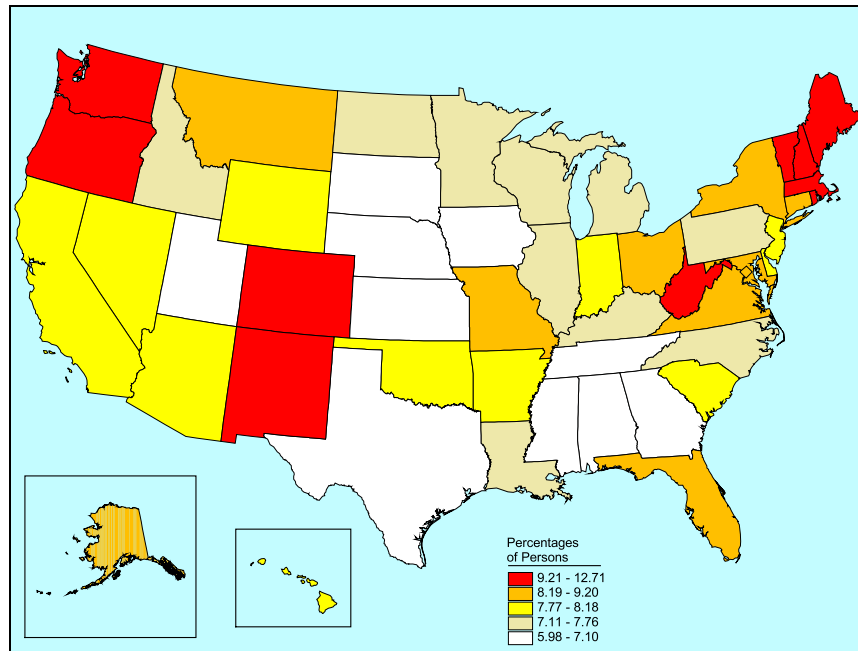 Percentages
of Persons
9.21 - 12.71
8.19 - 9.20
7.77 - 8.18
7.11 - 7.76
5.98 - 7.10